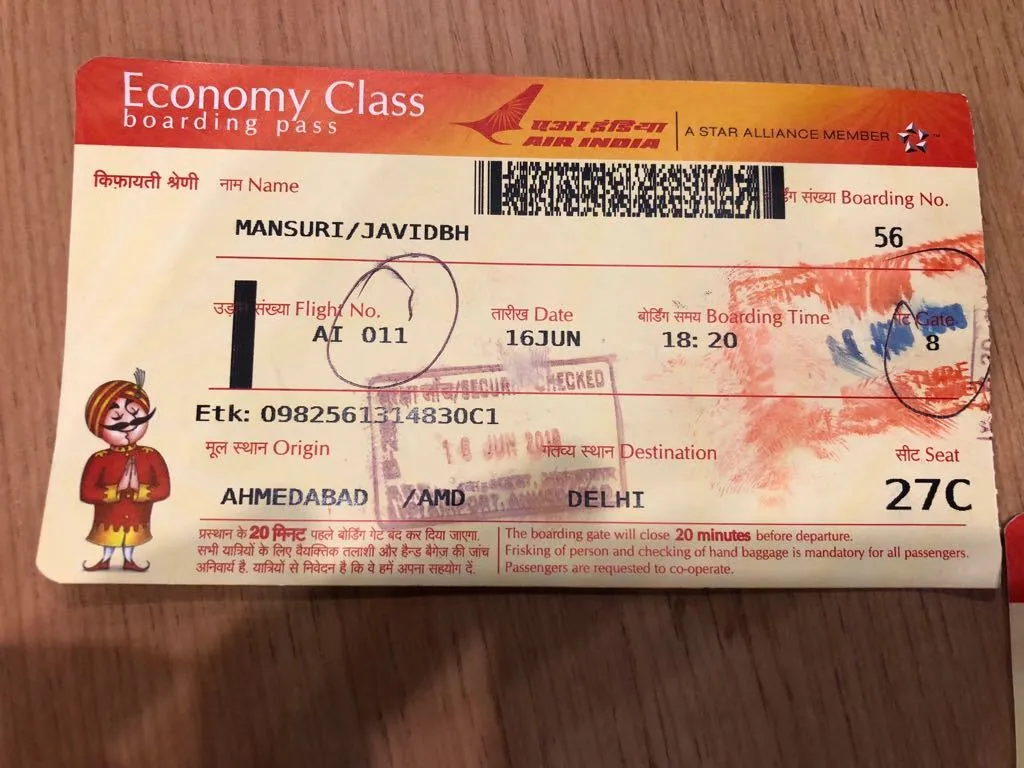 Economy Class
boarding pass
एअर इंडिया
AIR INDIA
A STAR ALLIANCE MEMBER
किफ़ायती श्रेणी नाम Name
संख्या Boarding No.
MANSURI/JAVIDBH
56
संख्या Flight No. तारीख Date बोर्डिंग समय Boarding Time गेट Gate
AI 011 16JUN 18:20 8
CHECKED
Etk: 0982561314830C1
16 JUN
मूल स्थान Origin गंतव्य स्थान Destination सीट Seat
AHMEDABAD /AMD DELHI 27C
प्रस्थान के 20 मिनट पहले बोर्डिंग गेट बंद कर दिया जाएगा.
सभी यात्रियों के लिए वैयक्तिक तलाशी और हैन्ड बैगेज़ की जांच
अनिवार्य है. यात्रियों से निवेदन है कि वे हमें अपना सहयोग दें.
The boarding gate will close 20 minutes before departure.
Frisking of person and checking of hand baggage is mandatory for all passengers.
Passengers are requested to co-operate.